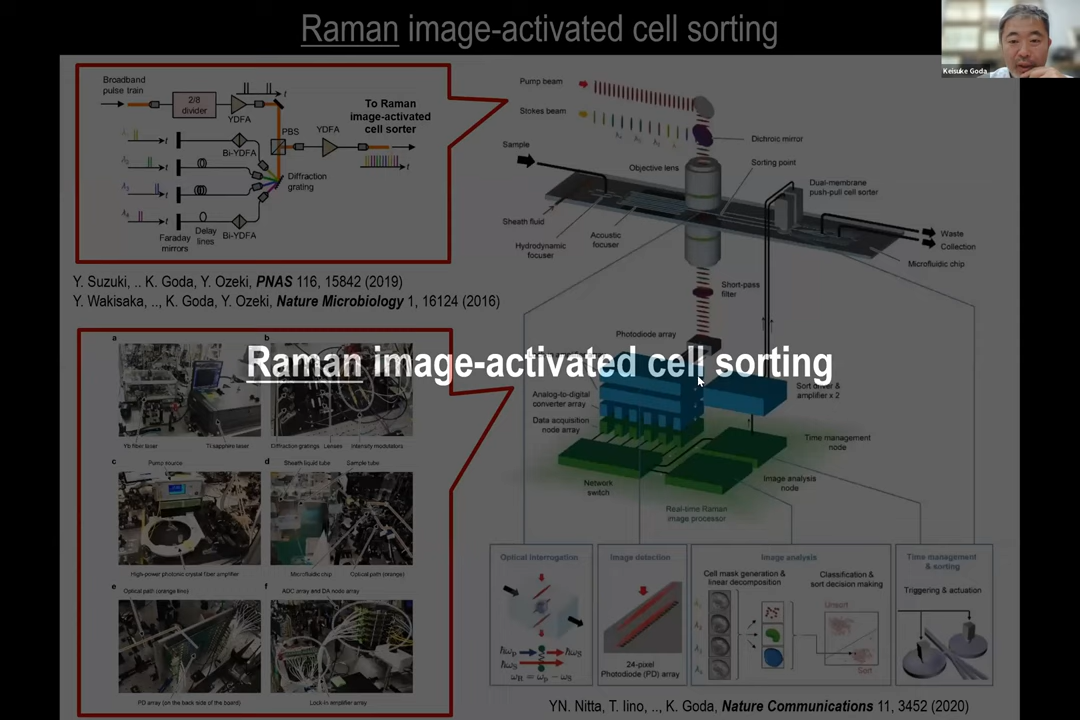 Raman image-activated cell sorting
Keisuke Goda
Broadband
pulse train
2/8
divider
YDFA
t
To Raman
image-activated
cell sorter
PBS
YDFA
Bi-YDFA
t
t
t
t
t
Diffraction
grating
Faraday
mirrors
Delay
lines
Bi-YDFA
Y. Suzuki, .. K. Goda, Y. Ozeki, PNAS 116, 15842 (2019)
Y. Wakisaka, .., K. Goda, Y. Ozeki, Nature Microbiology 1, 16124 (2016)
Pump beam
Stokes beam
Dichroic mirror
Sample
Objective lens
Sorting point
Dual-membrane
push-pull cell sorter
Sheath fluid
Hydrodynamic
focuser
Acoustic
focuser
Waste
Collection
Microfluidic chip
Short-pass
filter
Photodiode array
Raman image-activated cell sorting
Analog-to-digital
converter array
Data acquisition
node array
Sort driver &
amplifier x 2
Time management
node
Image analysis
node
Network
switch
Real-time Raman
image processor
a
b
Yb fiber laser
Ti:sapphire laser
Diffraction gratings
Lenses
Intensity modulators
c
Pump source
d
Sheath liquid tube
Sample tube
High-power photonic crystal fiber amplifier
Microfluidic chip
Optical path (orange)
e
Optical path (orange line)
f
ADC array and DA node array
PD array (on the back side of the board)
Lock-in amplifier array
Optical Interrogation
ħωp
ħωS
ħωS
ωR = ωp − ωS
Image detection
24-pixel
Photodiode (PD) array
Image analysis
Cell mask generation &
linear decomposition
Classification &
sort decision making
Unsort
Sort
Time management
& sorting
Triggering & actuation
YN. Nitta, T. Iino, .., K. Goda, Nature Communications 11, 3452 (2020)